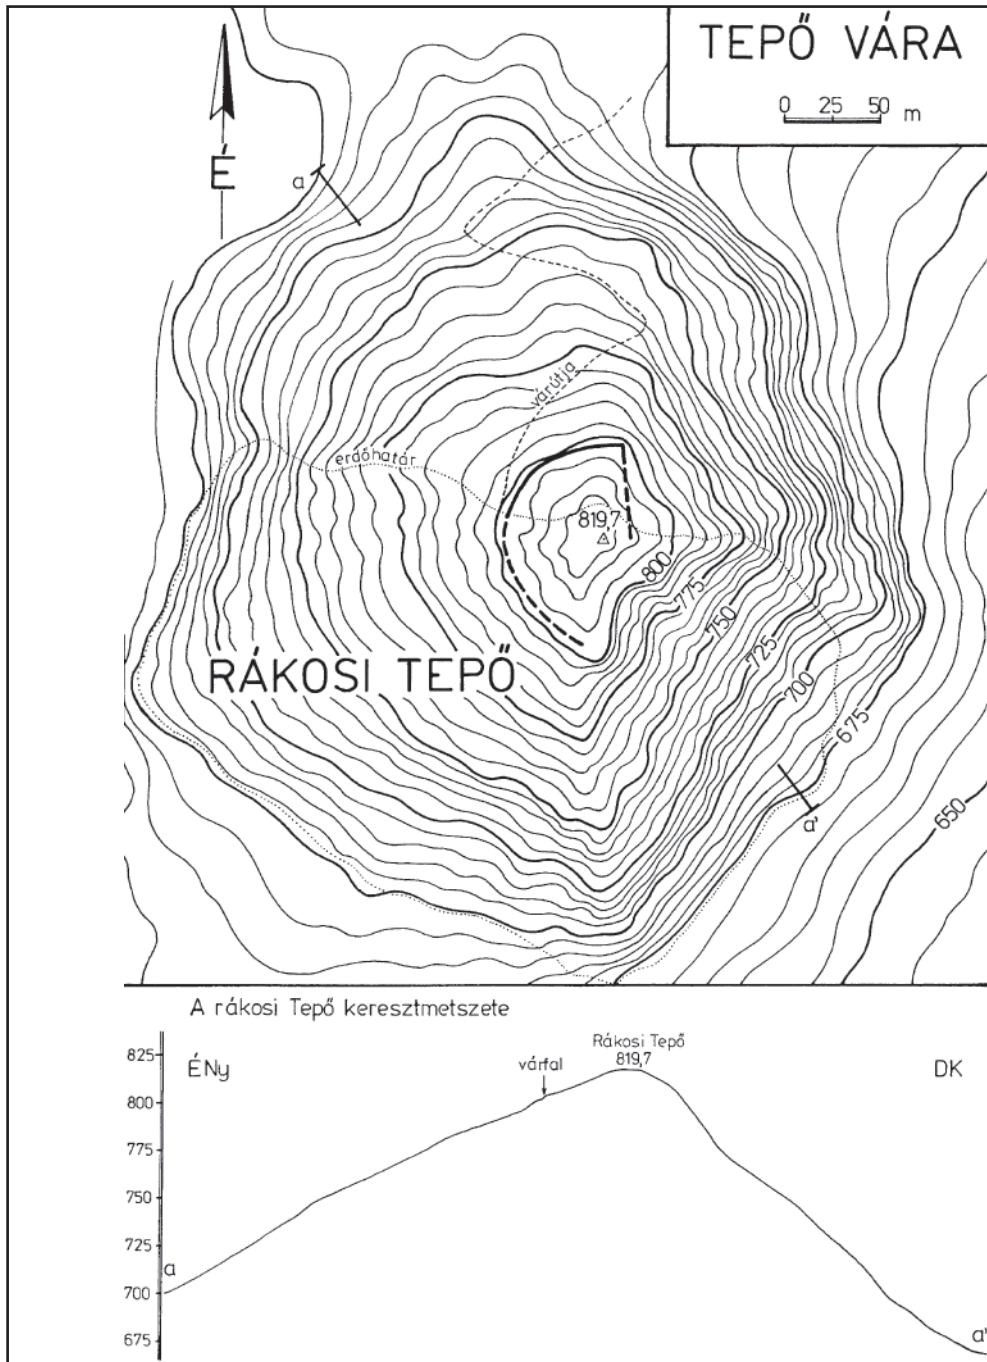 TEPŐ VÁRA
0 25 50 m
É
a
várútja
erdőhatár
819,7
800
775
750
725
700
675
650
RÁKOSI TEPŐ
a'
A rákosi Tepő keresztmetszete
ÉNy
várfal
Rákosi Tepő
819,7
DK
825
800
775
750
725
700
675
a
a'